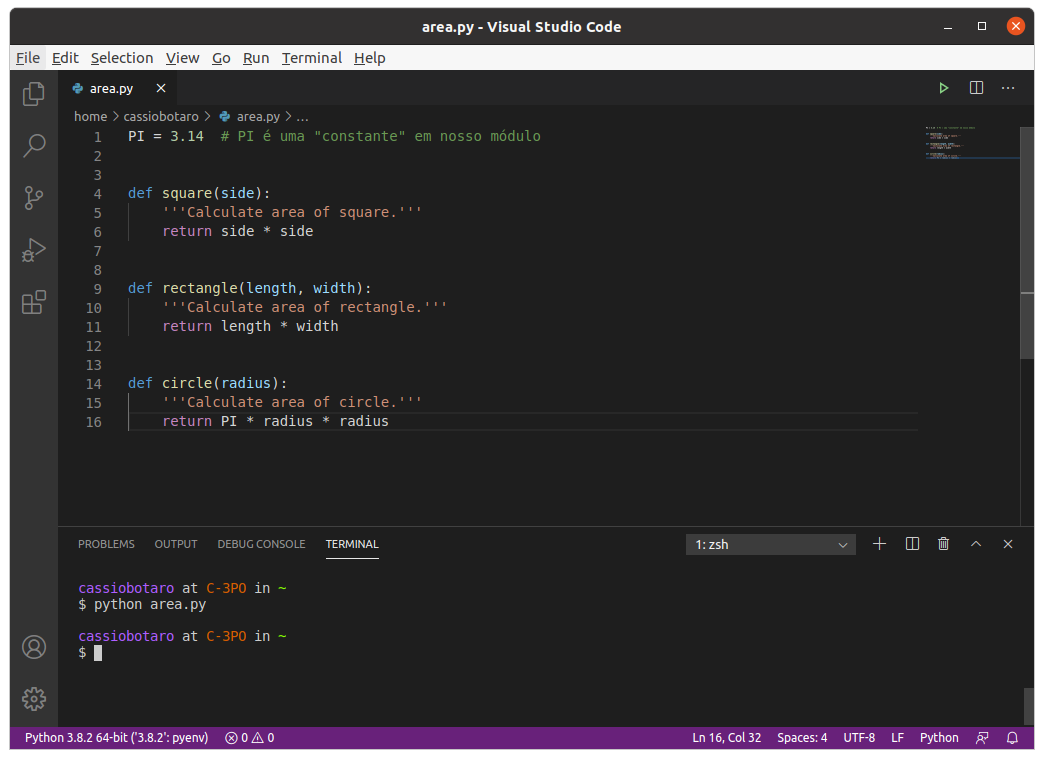 area.py - Visual Studio Code
File Edit Selection View Go Run Terminal Help
area.py
home > cassiobotaro > area.py > ...
1 PI = 3.14  # PI é uma "constante" em nosso módulo
2
3
4 def square(side):
5     '''Calculate area of square.'''
6     return side * side
7
8
9 def rectangle(length, width):
10     '''Calculate area of rectangle.'''
11     return length * width
12
13
14 def circle(radius):
15     '''Calculate area of circle.'''
16     return PI * radius * radius
PROBLEMS OUTPUT DEBUG CONSOLE TERMINAL 1: zsh
cassiobotaro at C-3PO in ~
$ python area.py
cassiobotaro at C-3PO in ~
$
Python 3.8.2 64-bit ('3.8.2': pyenv) 0 0 Ln 16, Col 32 Spaces: 4 UTF-8 LF Python